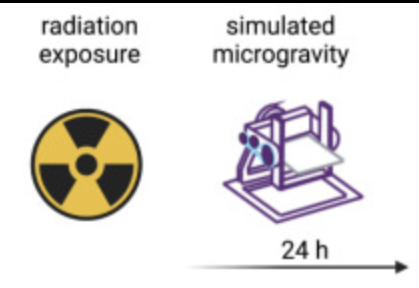 radiation
exposure
simulated
microgravity
24 h